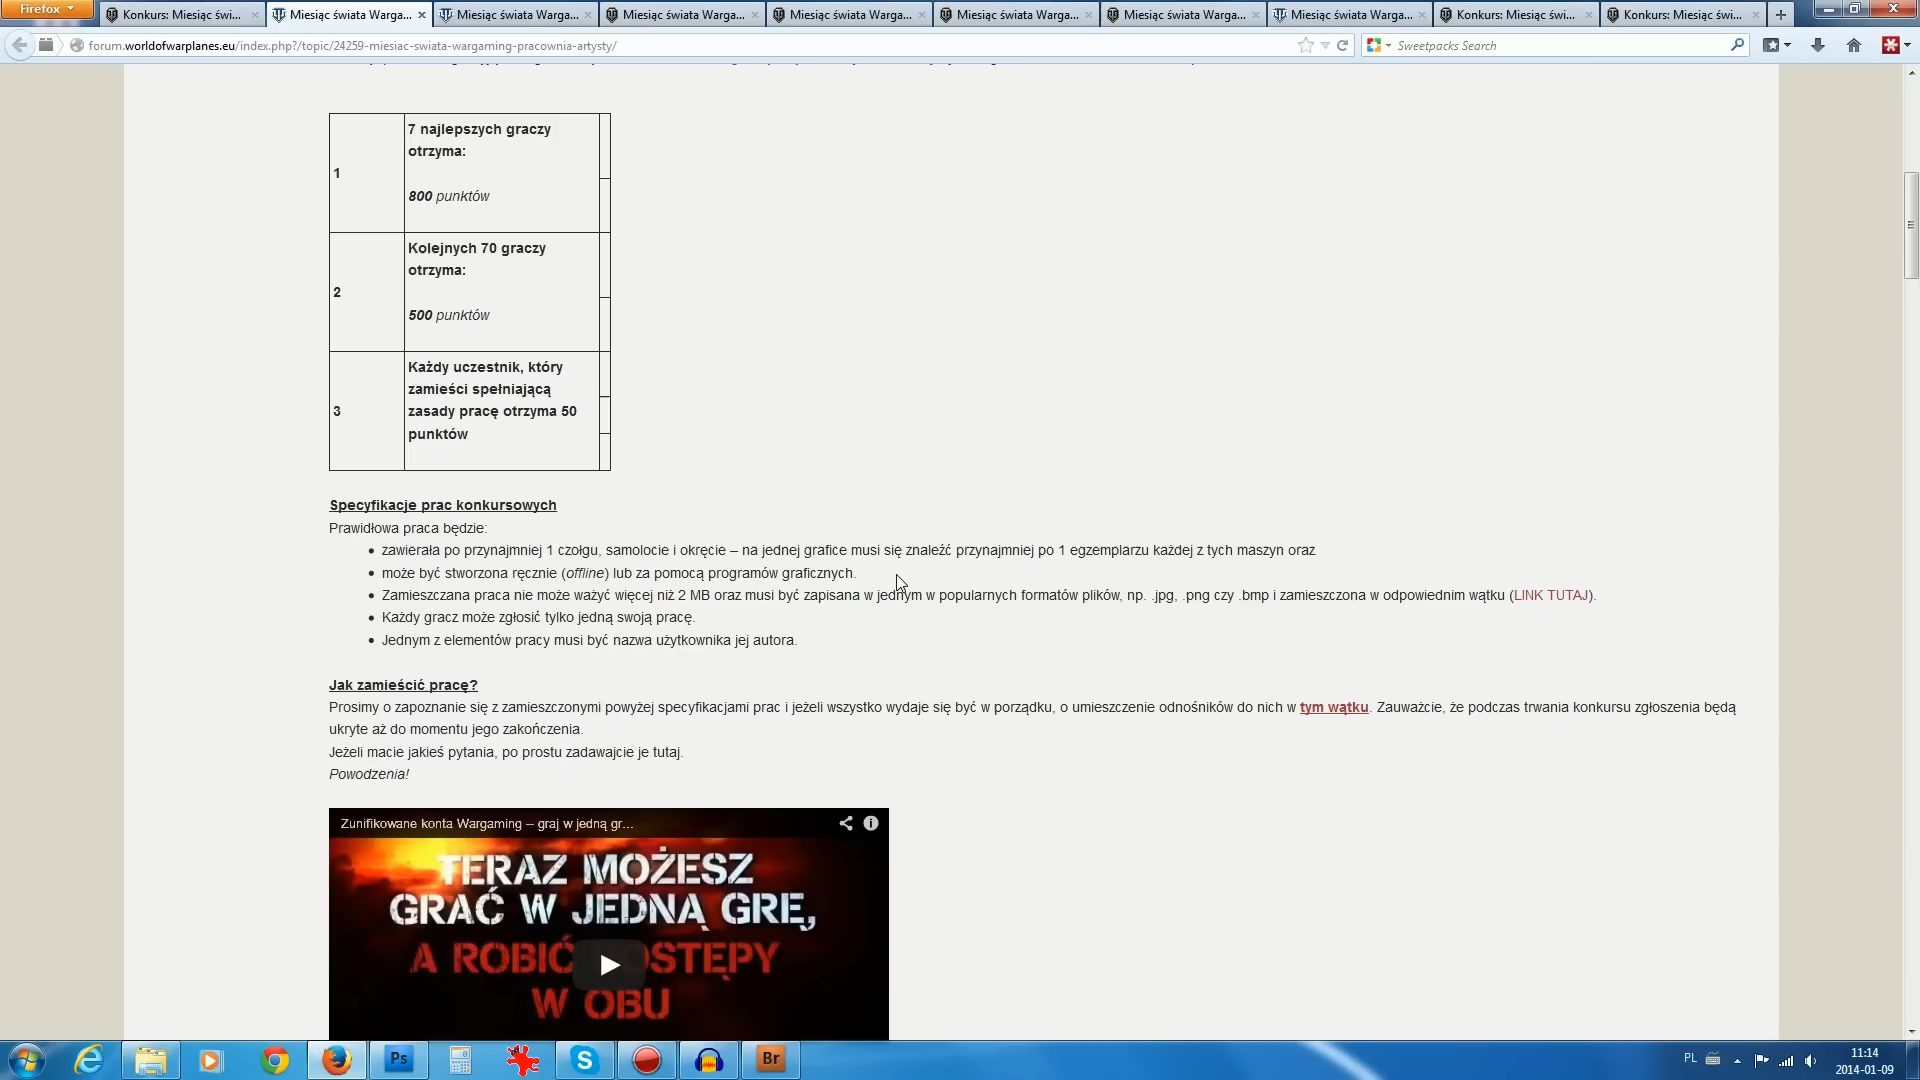 Firefox
Konkurs: Miesiąc świ...
Miesiąc świata Warga...
Miesiąc świata Warga...
Miesiąc świata Warga...
Miesiąc świata Warga...
Miesiąc świata Warga...
Miesiąc świata Warga...
Miesiąc świata Warga...
Konkurs: Miesiąc świ...
Konkurs: Miesiąc świ...
forum.worldofwarplanes.eu/index.php?/topic/24259-miesiac-swiata-wargaming-pracownia-artysty/
Sweetpacks Search
1
7 najlepszych graczy
otrzyma:
800 punktów
2
Kolejnych 70 graczy
otrzyma:
500 punktów
3
Każdy uczestnik, który
zamieści spełniającą
zasady pracę otrzyma 50
punktów
Specyfikacje prac konkursowych
Prawidłowa praca będzie:
zawierała po przynajmniej 1 czołgu, samolocie i okręcie – na jednej grafice musi się znaleźć przynajmniej po 1 egzemplarzu każdej z tych maszyn oraz
może być stworzona ręcznie (offline) lub za pomocą programów graficznych.
Zamieszczana praca nie może ważyć więcej niż 2 MB oraz musi być zapisana w jednym w popularnych formatów plików, np. .jpg, .png czy .bmp i zamieszczona w odpowiednim wątku (LINK TUTAJ).
Każdy gracz może zgłosić tylko jedną swoją pracę.
Jednym z elementów pracy musi być nazwa użytkownika jej autora.
Jak zamieścić pracę?
Prosimy o zapoznanie się z zamieszczonymi powyżej specyfikacjami prac i jeżeli wszystko wydaje się być w porządku, o umieszczenie odnośników do nich w tym wątku. Zauważcie, że podczas trwania konkursu zgłoszenia będą
ukryte aż do momentu jego zakończenia.
Jeżeli macie jakieś pytania, po prostu zadawajcie je tutaj.
Powodzenia!
Zunifikowane konta Wargaming – graj w jedną gr...
TERAZ MOŻESZ
GRAĆ W JEDNĄ GRĘ,
A ROBIĆ POSTĘPY
W OBU
Ps
Br
PL
11:14
2014-01-09